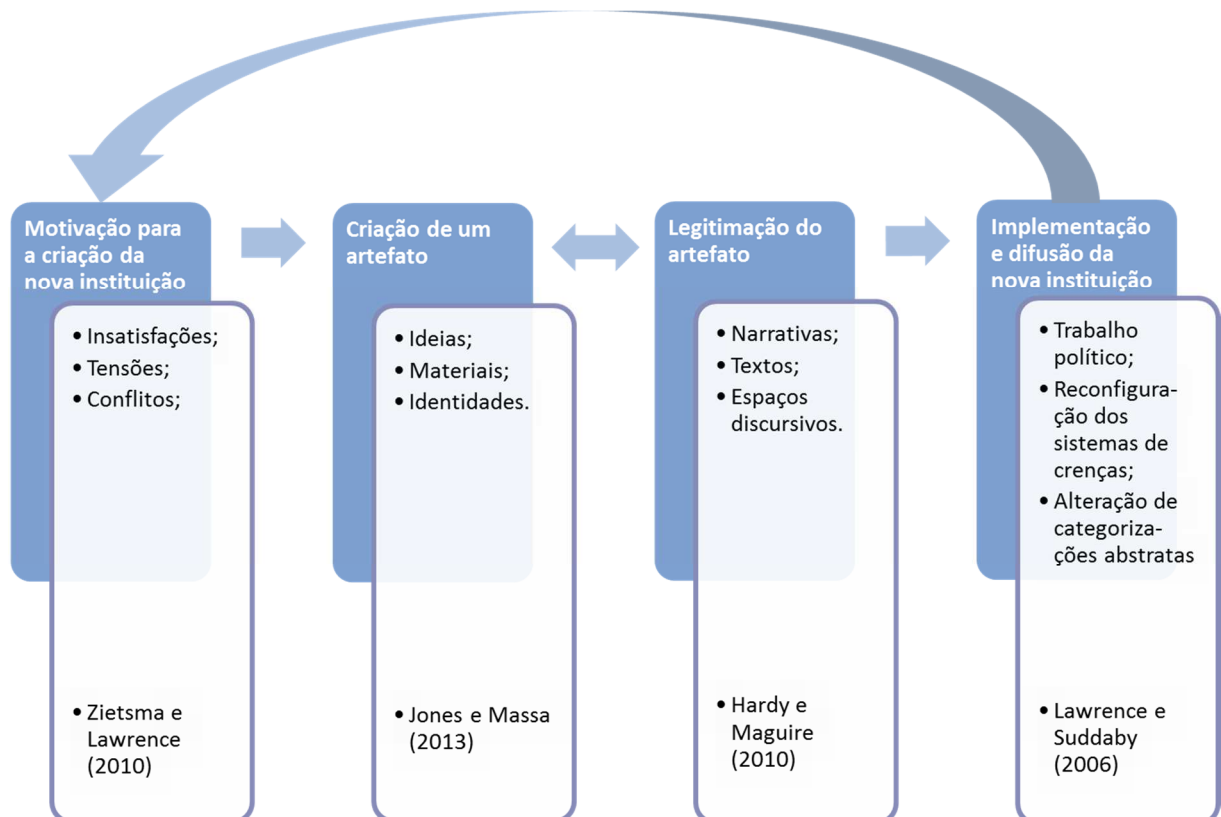 Motivação para
a criação da
nova instituição
• Insatisfações;
• Tensões;
• Conflitos;
• Zietsma e
Lawrence
(2010)
Criação de um
artefato
• Ideias;
• Materiais;
• Identidades.
• Jones e Massa
(2013)
Legitimação do
artefato
• Narrativas;
• Textos;
• Espaços
discursivos.
• Hardy e
Maguire
(2010)
Implementação
e difusão da
nova instituição
• Trabalho
político;
• Reconfigura-
ção dos
sistemas de
crenças;
• Alteração de
categoriza-
ções abstratas
• Lawrence e
Suddaby
(2006)